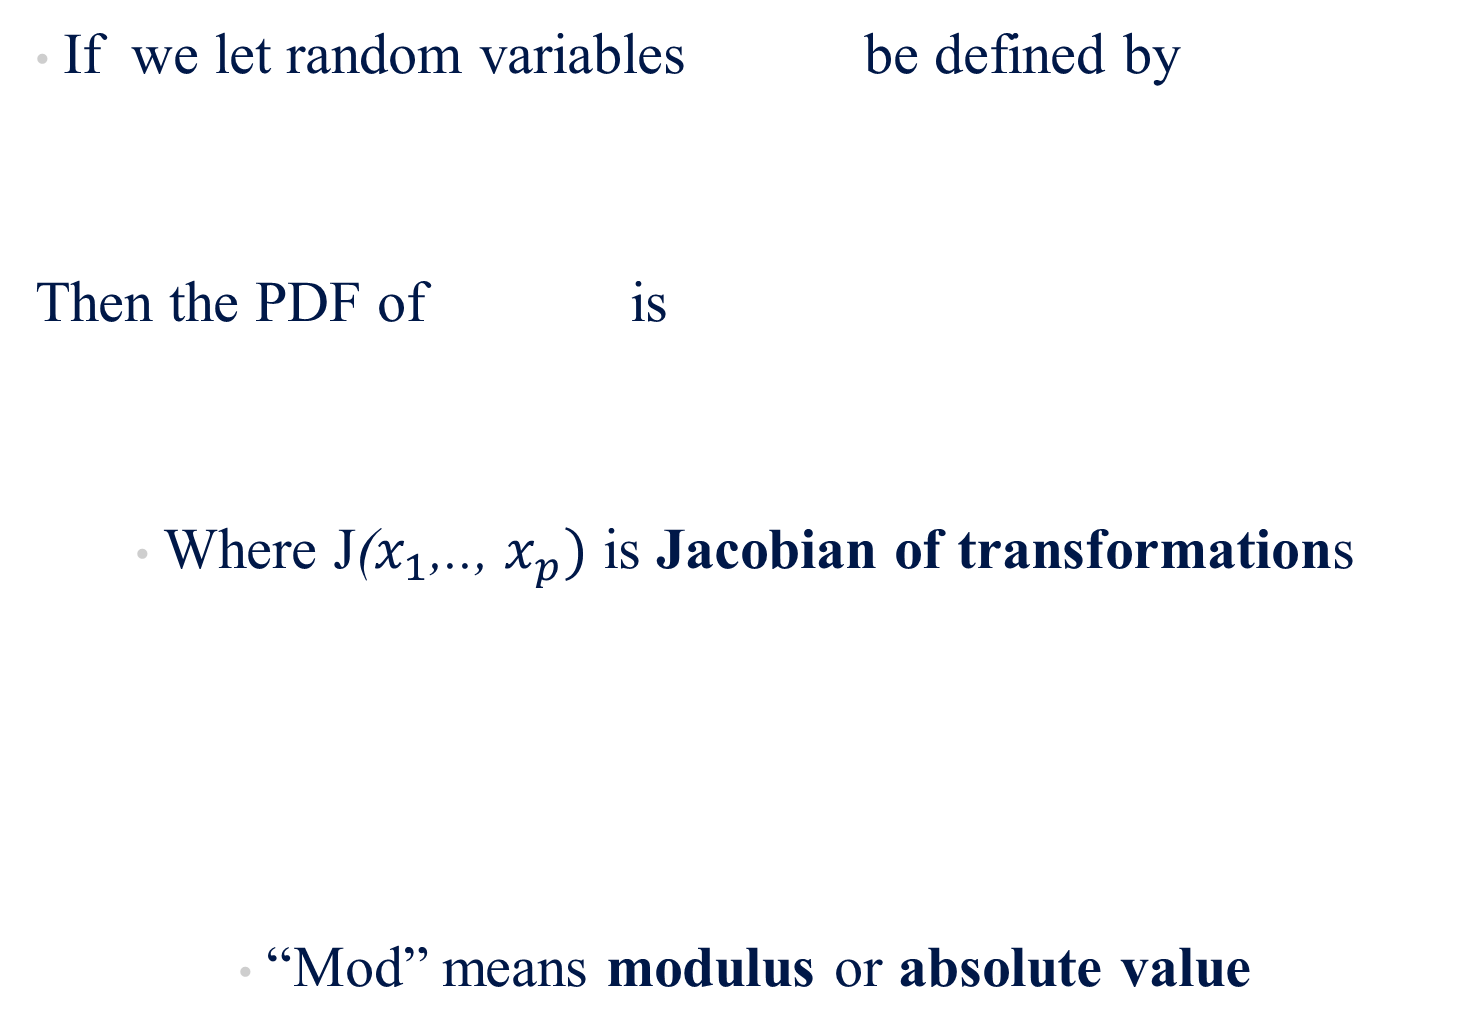 • If we let random variables be defined by
Then the PDF of is
• Where J(x₁,.., xₚ) is Jacobian of transformations
• “Mod” means modulus or absolute value